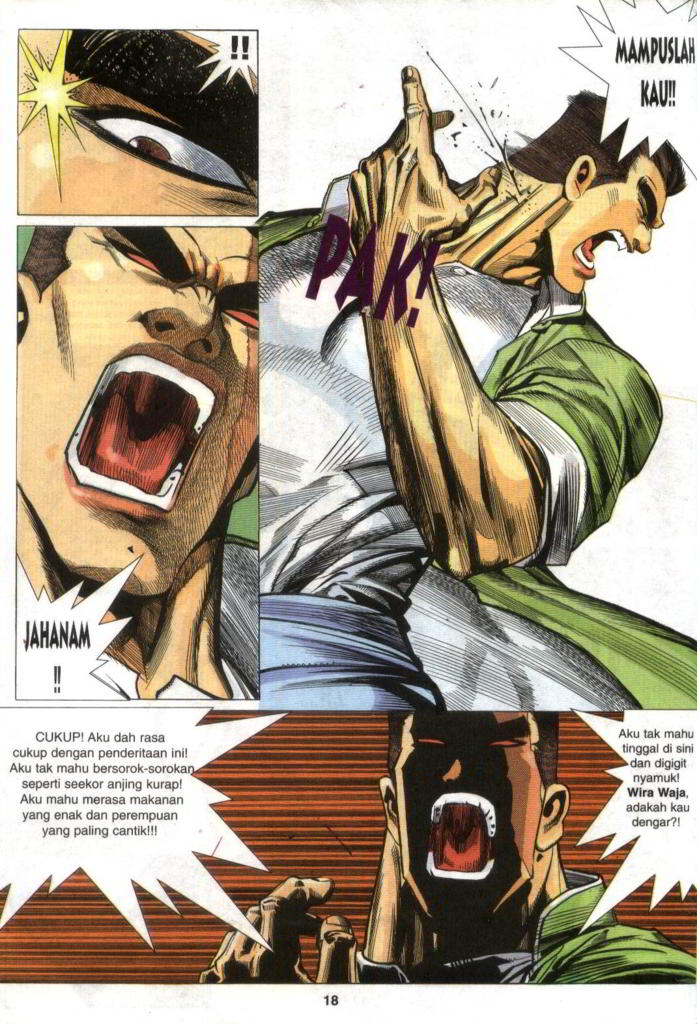 !!
MAMPUSLAH
KAU!!
PAK!
JAHANAM
!!
CUKUP! Aku dah rasa
cukup dengan penderitaan ini!
Aku tak mahu bersorok-sorokan
seperti seekor anjing kurap!
Aku mahu merasa makanan
yang enak dan perempuan
yang paling cantik!!!
Aku tak mahu
tinggal di sini
dan digigit
nyamuk!
Wira Waja,
adakah kau
dengar?!
18